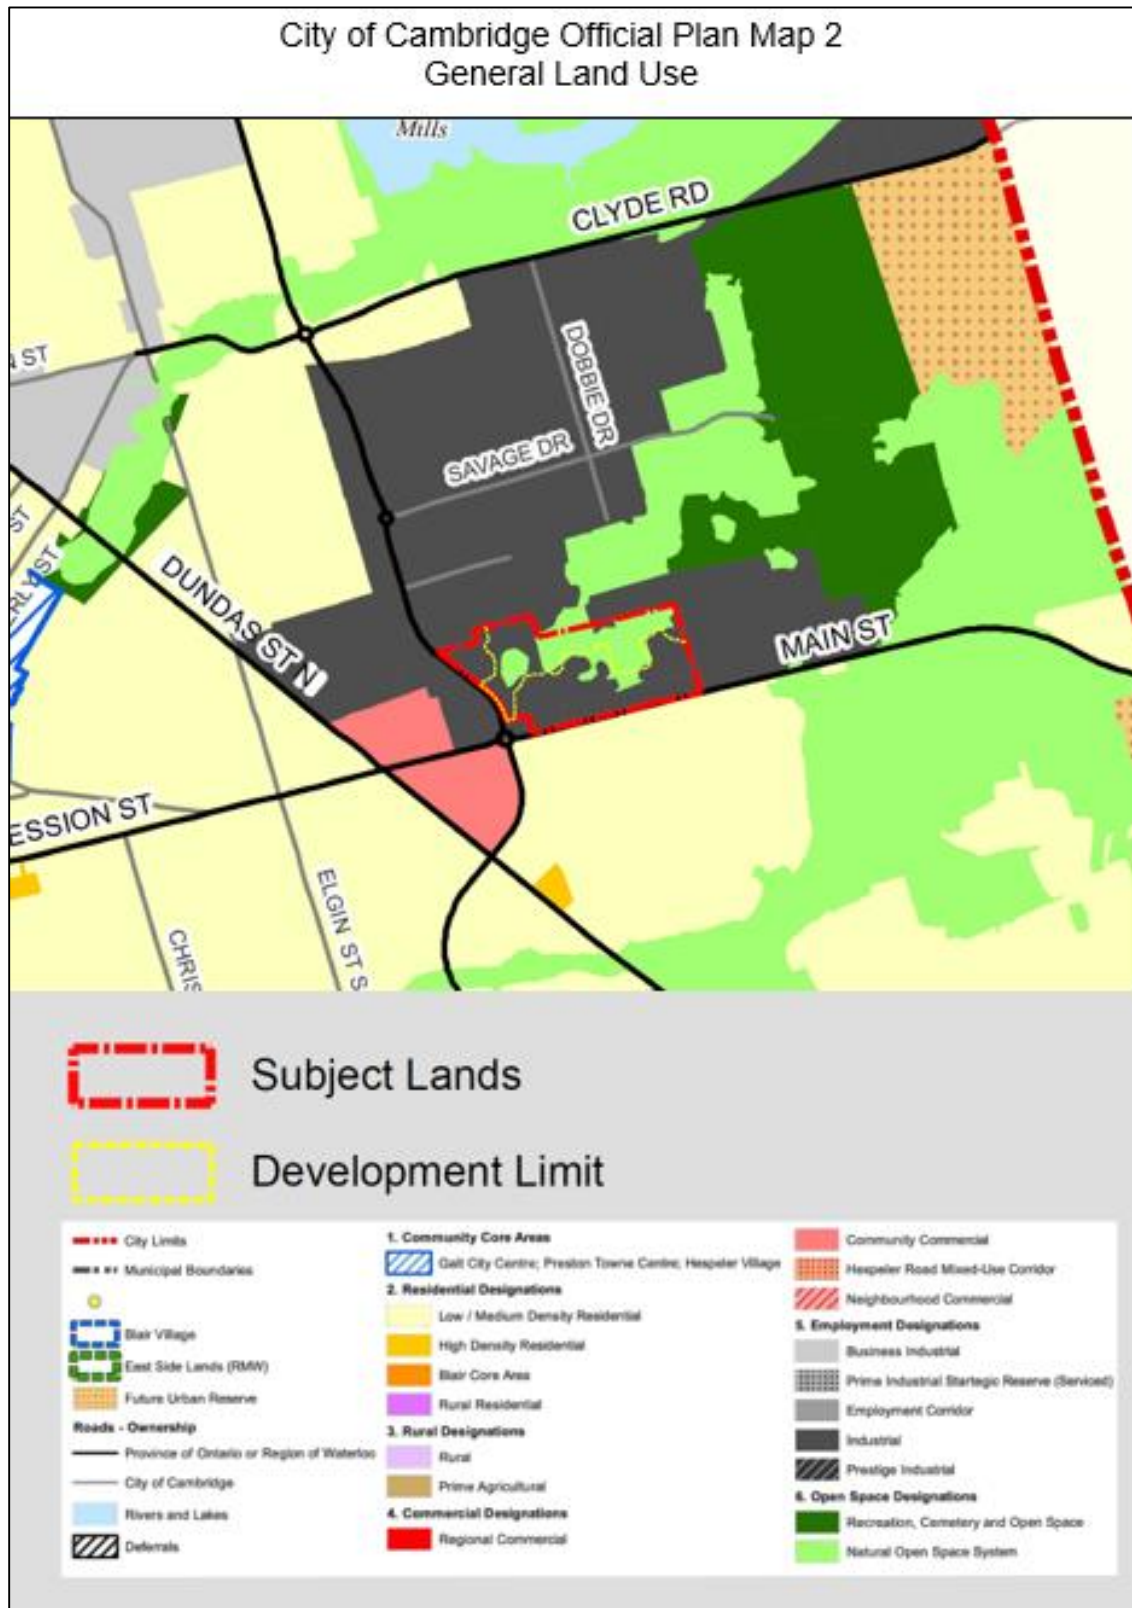 City of Cambridge Official Plan Map 2
General Land Use
Mills
CLYDE RD
N ST
DOBBIE DR
SAVAGE DR
ST
ERLY ST
DUNDAS ST N
MAIN ST
ESSION ST
ELGIN ST S
CHRIS
Subject Lands
Development Limit
City Limits
Municipal Boundaries
Blair Village
East Side Lands (RMW)
Future Urban Reserve
Roads - Ownership
Province of Ontario or Region of Waterloo
City of Cambridge
Rivers and Lakes
Deferrals
1. Community Core Areas
Galt City Centre; Preston Towne Centre; Hespeler Village
2. Residential Designations
Low / Medium Density Residential
High Density Residential
Blair Core Area
Rural Residential
3. Rural Designations
Rural
Prime Agricultural
4. Commercial Designations
Regional Commercial
Community Commercial
Hespeler Road Mixed-Use Corridor
Neighbourhood Commercial
5. Employment Designations
Business Industrial
Prime Industrial Startegic Reserve (Serviced)
Employment Corridor
Industrial
Prestige Industrial
6. Open Space Designations
Recreation, Cemetery and Open Space
Natural Open Space System